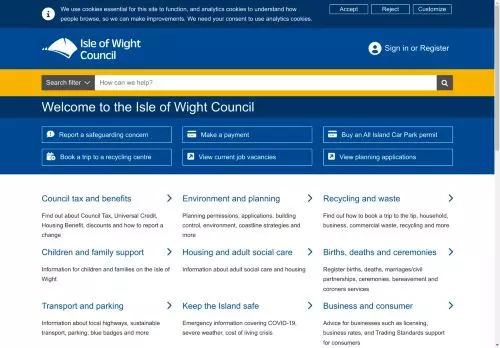 We use cookies essential for this site to function, and analytics cookies to understand how
people browse, so we can make improvements. We need your consent to use analytics cookies.
Accept
Reject
Customize
Isle of Wight
Council
Sign in or Register
Search filter
How can we help?
Welcome to the Isle of Wight Council
Report a safeguarding concern
Make a payment
Buy an All Island Car Park permit
Book a trip to a recycling centre
View current job vacancies
View planning applications
Council tax and benefits
Find out about Council Tax, Universal Credit,
Housing Benefit, discounts and how to report a
change
Environment and planning
Planning permissions, applications, building
control, environment, coastline strategies and
more
Recycling and waste
Find out how to book a trip to the tip, household,
business, commercial waste, recycling and more
Children and family support
Information for children and families on the Isle of
Wight
Housing and adult social care
Information about adult social care and housing
Births, deaths and ceremonies
Register births, deaths, marriages/civil
partnerships, ceremonies, bereavement and
coroners services
Transport and parking
Information about local highways, sustainable
transport, parking, blue badges and more
Keep the Island safe
Emergency information covering COVID-19,
severe weather, cost of living crisis
Business and consumer
Advice for businesses such as licensing,
business rates, and Trading Standards support
for consumers